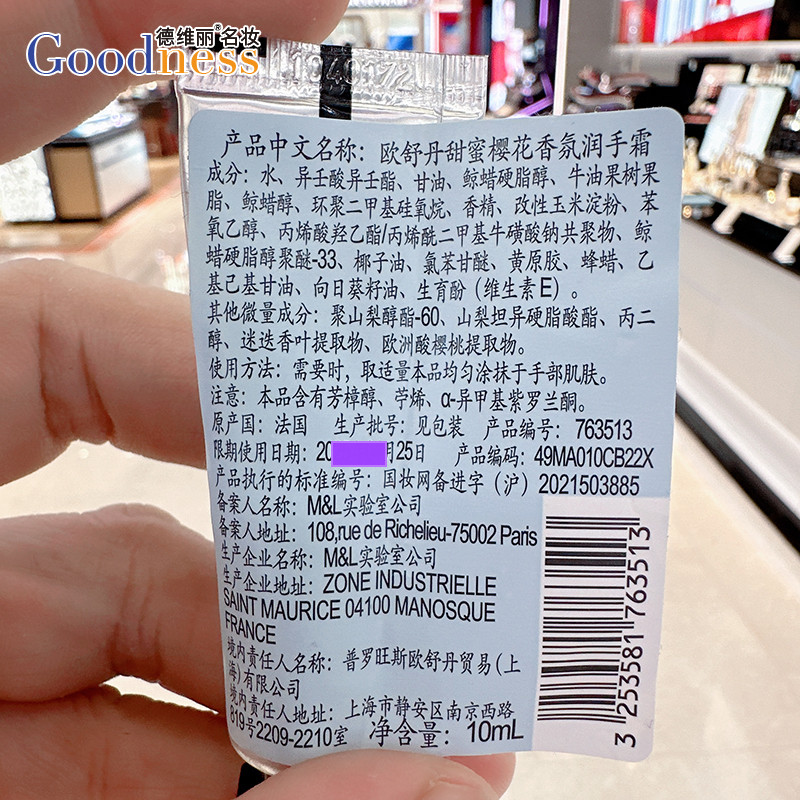 Goodness
德维丽®名妆
1040172
产品中文名称：欧舒丹甜蜜樱花香氛润手霜
成分：水、异壬酸异壬酯、甘油、鲸蜡硬脂醇、牛油果树果
脂、鲸蜡醇、环聚二甲基硅氧烷、香精、改性玉米淀粉、苯
氧乙醇、丙烯酸羟乙酯/丙烯酰二甲基牛磺酸钠共聚物、鲸
蜡硬脂醇聚醚-33、椰子油、氯苯甘醚、黄原胶、蜂蜡、乙
基己基甘油、向日葵籽油、生育酚（维生素E）。
其他微量成分：聚山梨醇酯-60、山梨坦异硬脂酸酯、丙二
醇、迷迭香叶提取物、欧洲酸樱桃提取物。
使用方法：需要时，取适量本品均匀涂抹于手部肌肤。
注意：本品含有芳樟醇、苧烯、α-异甲基紫罗兰酮。
原产国：法国 生产批号：见包装 产品编号：763513
限期使用日期：20 月25日 产品编码：49MA010CB22X
产品执行的标准编号：国妆网备进字（沪）2021503885
备案人名称：M&L实验室公司
备案人地址：108,rue de Richelieu-75002 Paris
生产企业名称：M&L实验室公司
生产企业地址：ZONE INDUSTRIELLE
SAINT MAURICE 04100 MANOSQUE
FRANCE
境内责任人名称：普罗旺斯欧舒丹贸易（上
海）有限公司
境内责任人地址：上海市静安区南京西路
819号2209-2210室 净含量：10mL
3 253581 763513